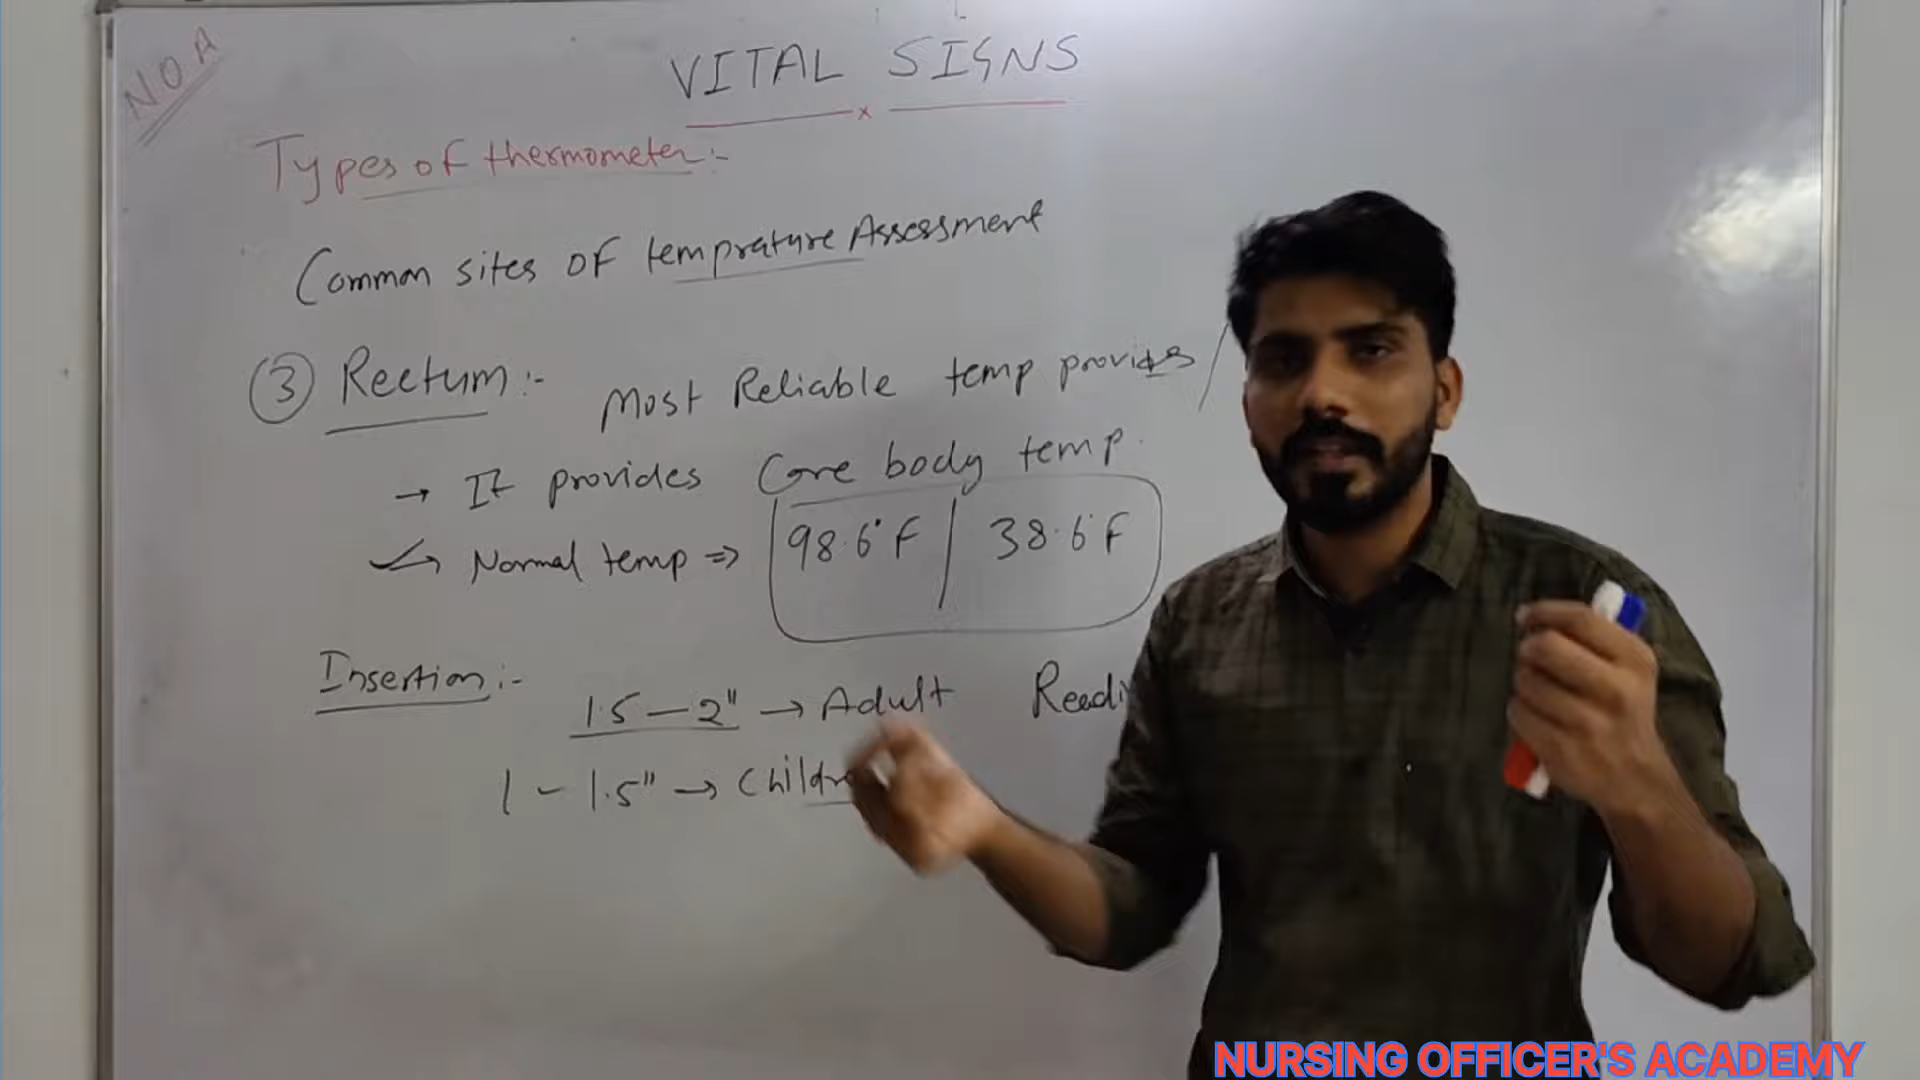 NOA
VITAL SIGNS
x
Types of thermometer:-
Common sites of temprature Assessment
③ Rectum:- Most Reliable temp provides
→ It provides Core body temp.
→ Normal temp ⇒ 98.6°F | 38.6°F
Insertion:-
1.5 — 2" → Adult
1 - 1.5" → Childr
NURSING OFFICER'S ACADEMY